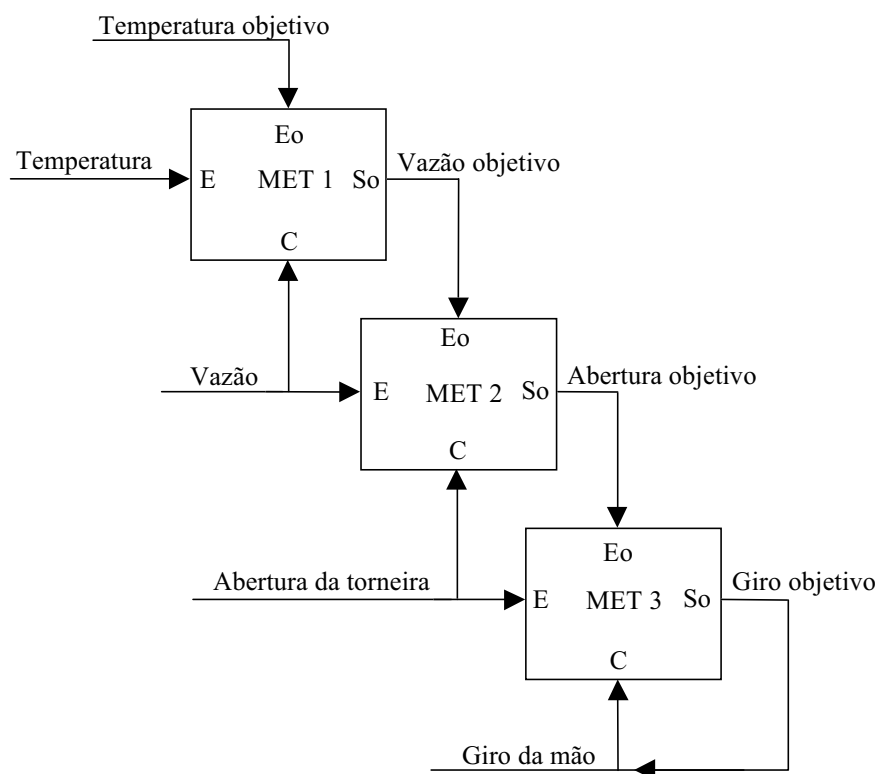 Temperatura objetivo
Eo
Temperatura
E MET 1 So
Vazão objetivo
C
Eo
Vazão
E MET 2 So
Abertura objetivo
C
Eo
Abertura da torneira
E MET 3 So
Giro objetivo
C
Giro da mão